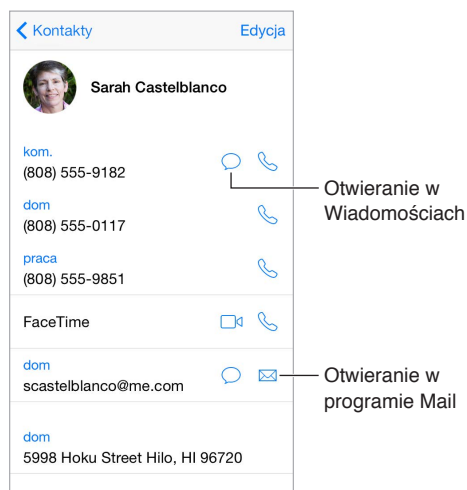 Kontakty Edycja
Sarah Castelblanco
kom.
(808) 555-9182
Otwieranie w
Wiadomościach
dom
(808) 555-0117
praca
(808) 555-9851
FaceTime
dom
scastelblanco@me.com
Otwieranie w
programie Mail
dom
5998 Hoku Street Hilo, HI 96720